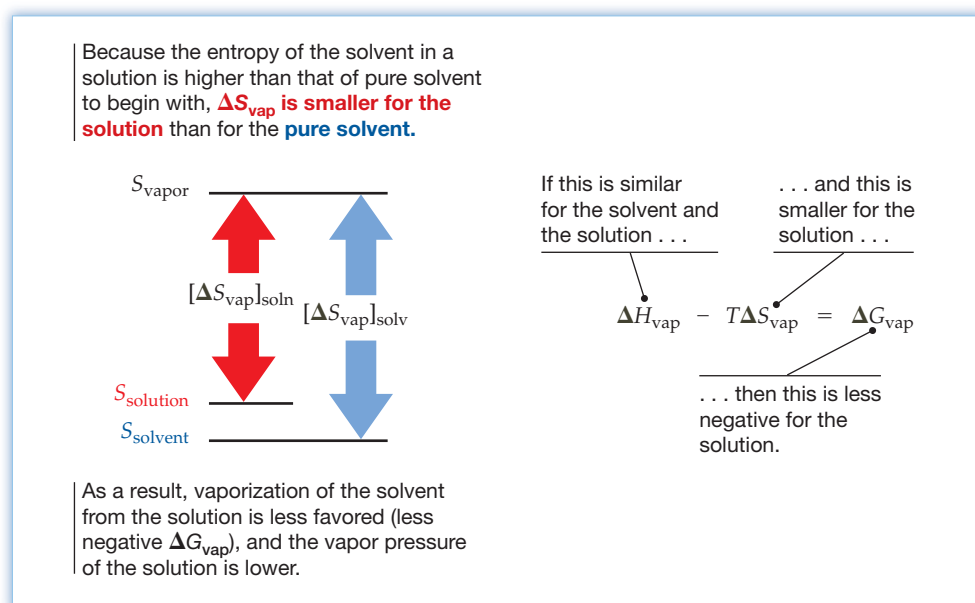 Because the entropy of the solvent in a
solution is higher than that of pure solvent
to begin with, ΔSvap is smaller for the
solution than for the pure solvent.
Svapor
[ΔSvap]soln
[ΔSvap]solv
Ssolution
Ssolvent
If this is similar
for the solvent and
the solution . . .
. . . and this is
smaller for the
solution . . .
ΔHvap − TΔSvap = ΔGvap
. . . then this is less
negative for the
solution.
As a result, vaporization of the solvent
from the solution is less favored (less
negative ΔGvap), and the vapor pressure
of the solution is lower.